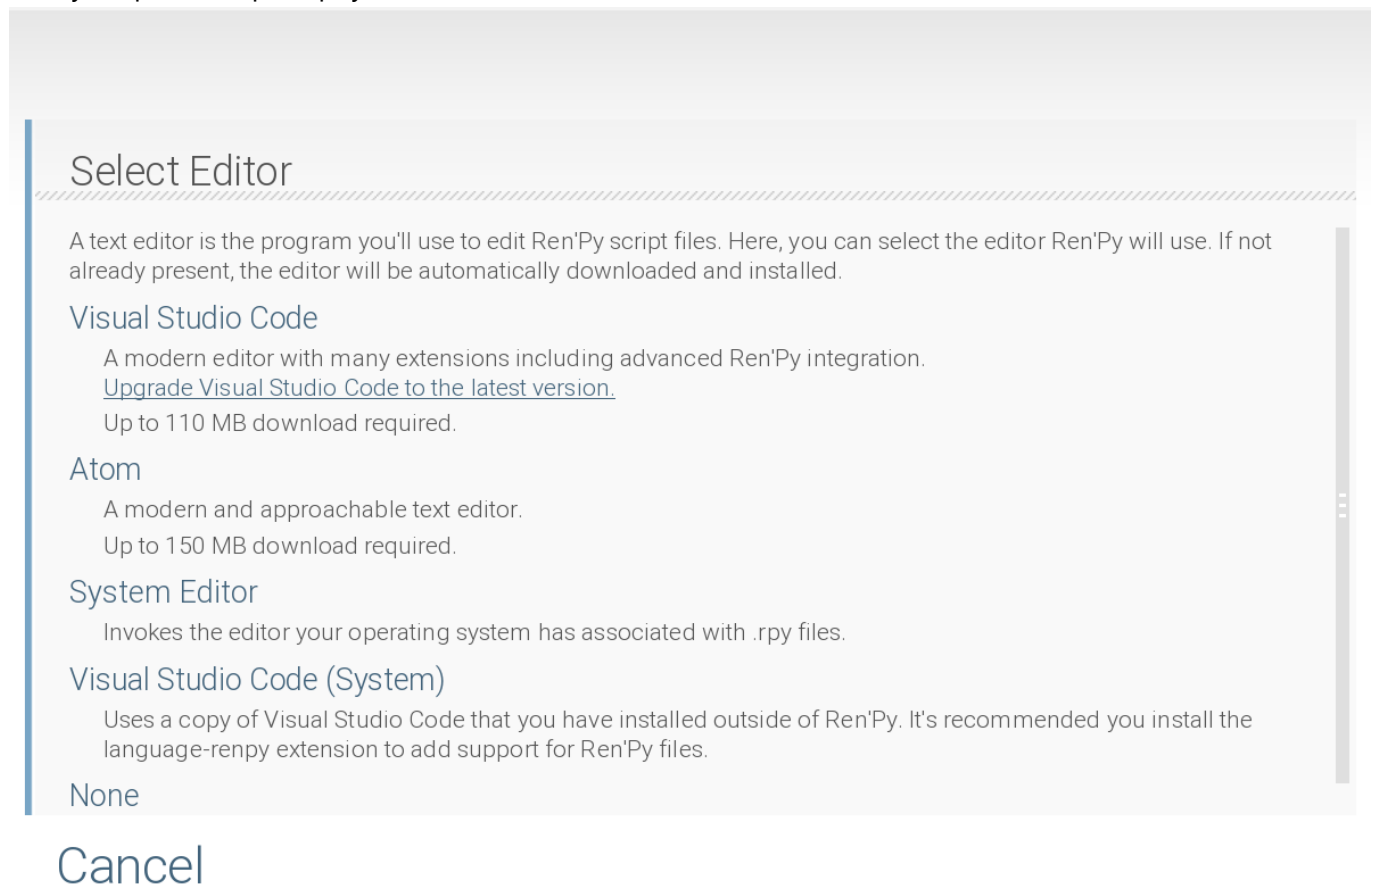 Select Editor
A text editor is the program you'll use to edit Ren'Py script files. Here, you can select the editor Ren'Py will use. If not
already present, the editor will be automatically downloaded and installed.
Visual Studio Code
A modern editor with many extensions including advanced Ren'Py integration.
Upgrade Visual Studio Code to the latest version.
Up to 110 MB download required.
Atom
A modern and approachable text editor.
Up to 150 MB download required.
System Editor
Invokes the editor your operating system has associated with .rpy files.
Visual Studio Code (System)
Uses a copy of Visual Studio Code that you have installed outside of Ren'Py. It's recommended you install the
language-renpy extension to add support for Ren'Py files.
None
Cancel